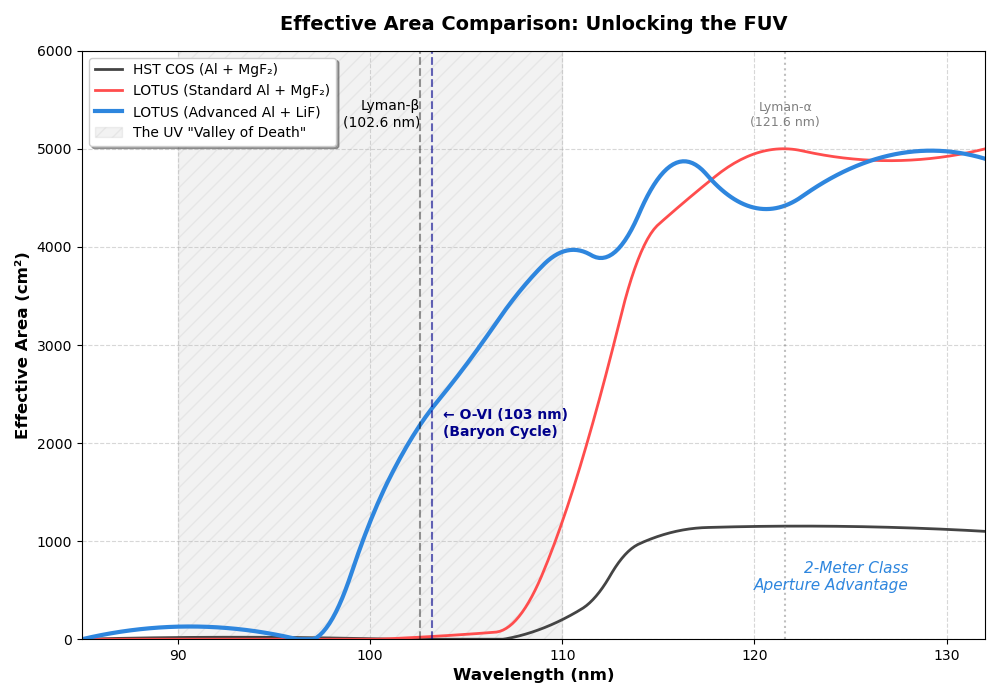 Effective Area Comparison: Unlocking the FUV
HST COS (Al + MgF₂)
LOTUS (Standard Al + MgF₂)
LOTUS (Advanced Al + LiF)
The UV "Valley of Death"
Lyman-β
(102.6 nm)
Lyman-α
(121.6 nm)
← O-VI (103 nm)
(Baryon Cycle)
2-Meter Class
Aperture Advantage
Effective Area (cm²)
6000
5000
4000
3000
2000
1000
0
90
100
110
120
130
Wavelength (nm)